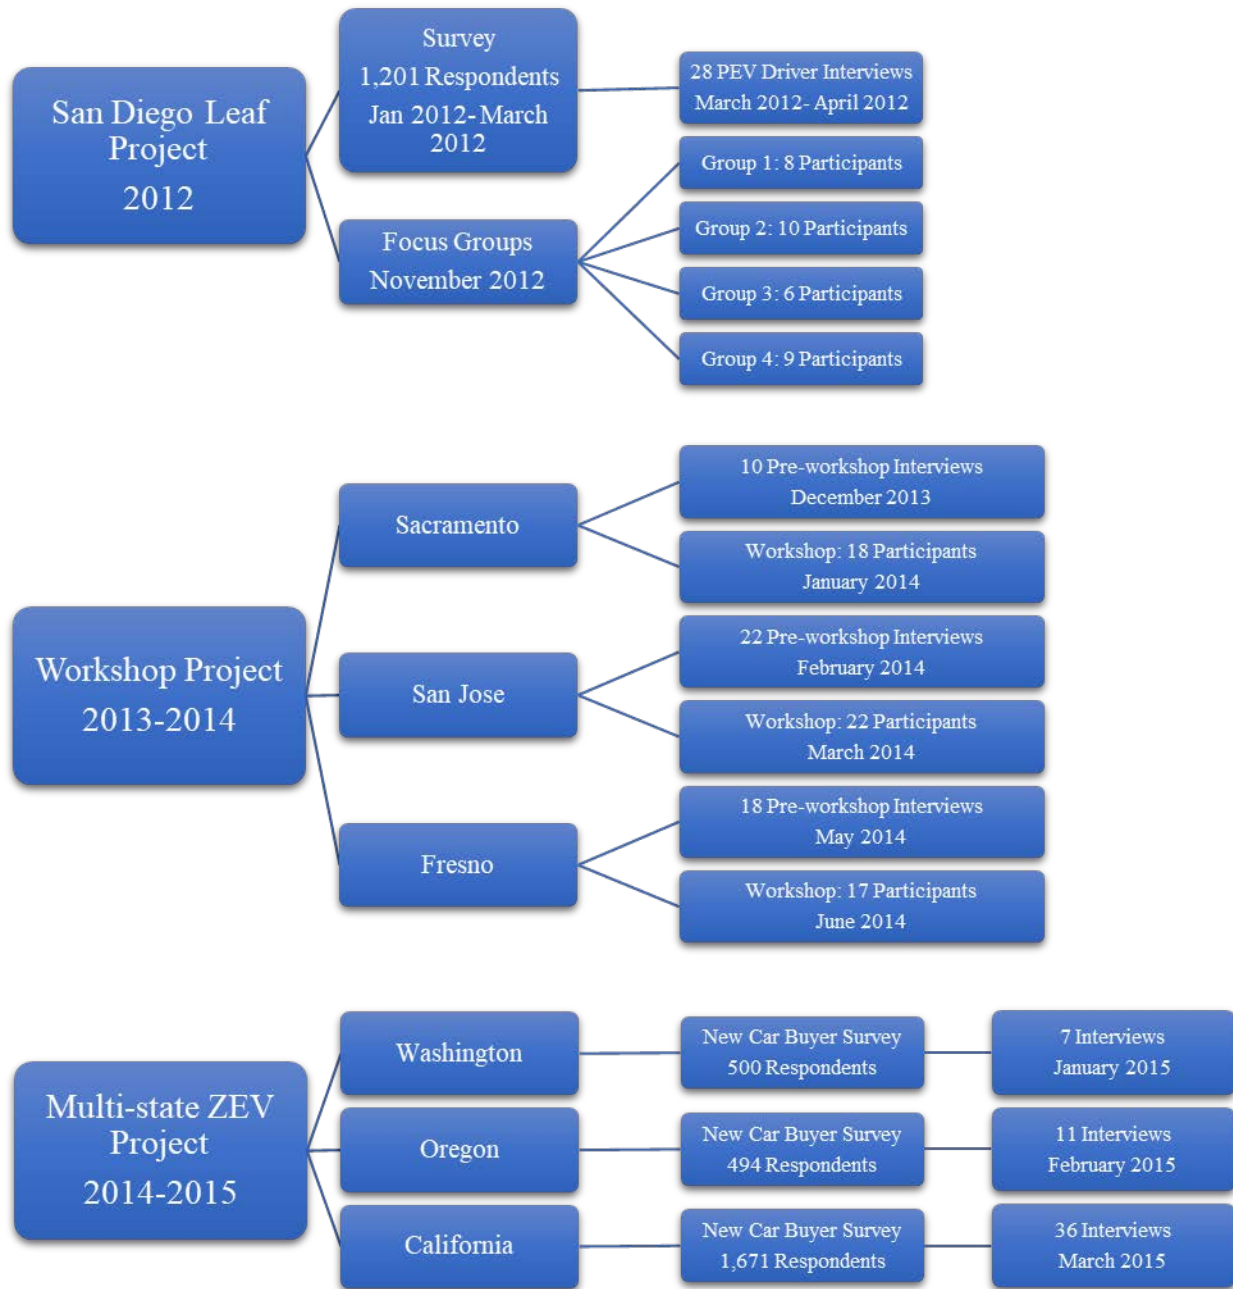 San Diego Leaf
Project
2012
Survey
1,201 Respondents
Jan 2012- March
2012
28 PEV Driver Interviews
March 2012- April 2012
Focus Groups
November 2012
Group 1: 8 Participants
Group 2: 10 Participants
Group 3: 6 Participants
Group 4: 9 Participants
Workshop Project
2013-2014
Sacramento
10 Pre-workshop Interviews
December 2013
Workshop: 18 Participants
January 2014
San Jose
22 Pre-workshop Interviews
February 2014
Workshop: 22 Participants
March 2014
Fresno
18 Pre-workshop Interviews
May 2014
Workshop: 17 Participants
June 2014
Multi-state ZEV
Project
2014-2015
Washington
New Car Buyer Survey
500 Respondents
7 Interviews
January 2015
Oregon
New Car Buyer Survey
494 Respondents
11 Interviews
February 2015
California
New Car Buyer Survey
1,671 Respondents
36 Interviews
March 2015